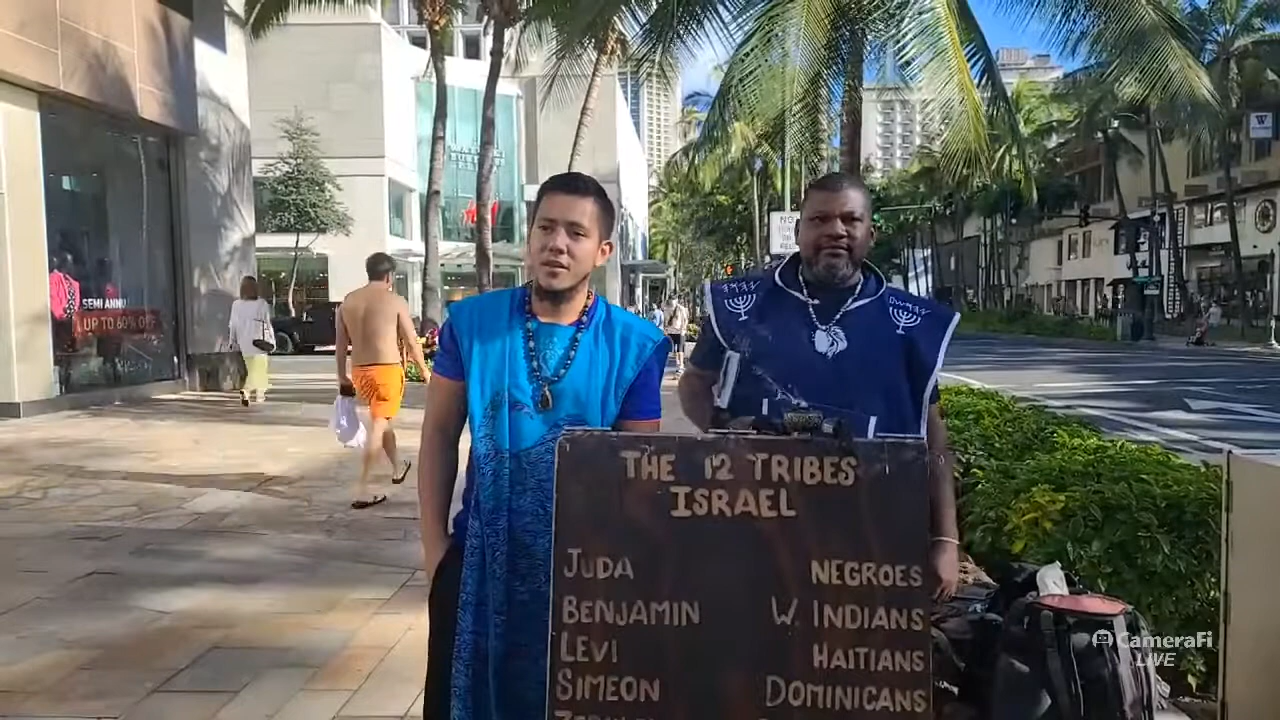 SEMI ANNU
UP TO 60% OFF
NO
W
THE 12 TRIBES
ISRAEL
JUDA NEGROES
BENJAMIN W. INDIANS
LEVI HAITIANS
SIMEON DOMINICANS
CameraFi
LIVE